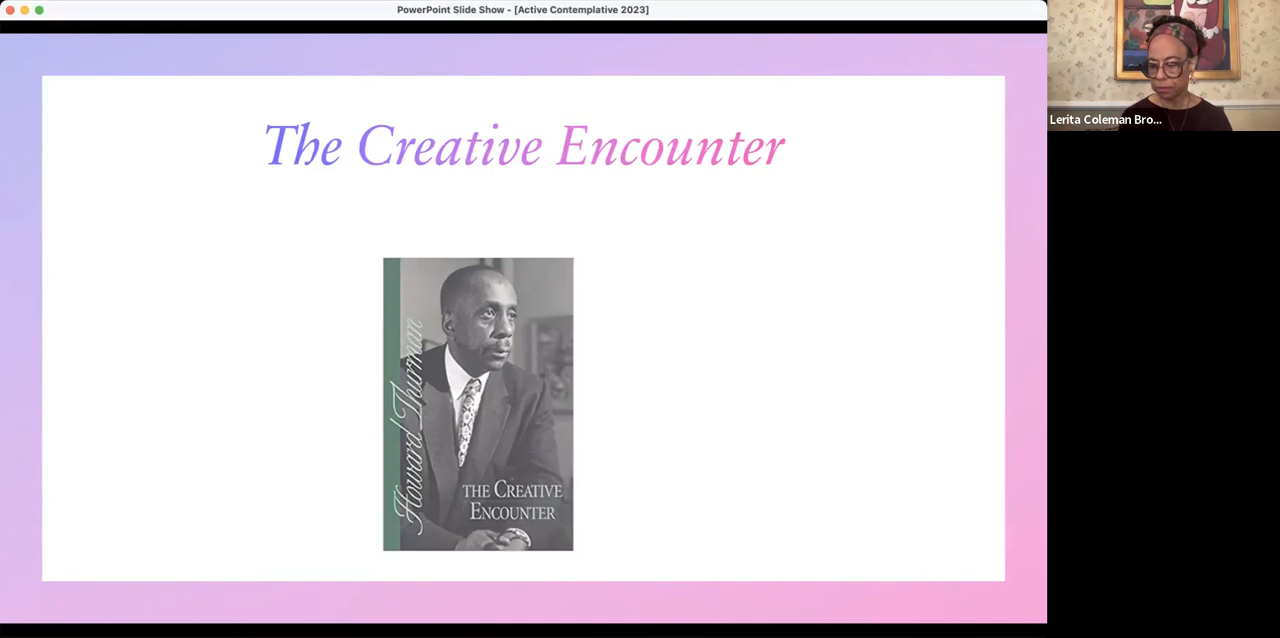 PowerPoint Slide Show - [Active Contemplative 2023]
The Creative Encounter
Lerita Coleman Bro...
Howard Thurman
THE CREATIVE
ENCOUNTER